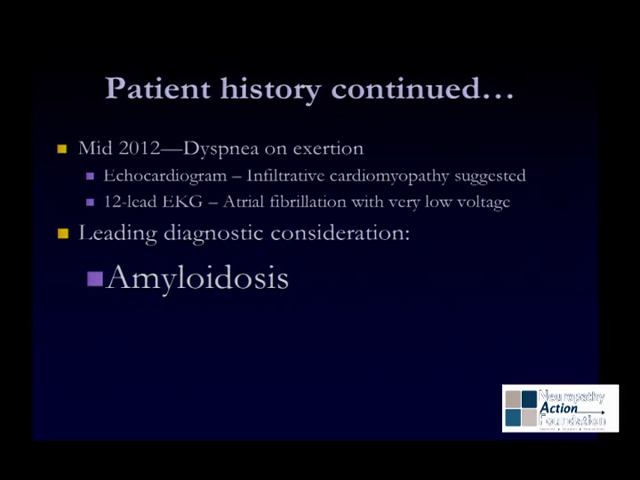 Patient history continued…
Mid 2012—Dyspnea on exertion
Echocardiogram – Infiltrative cardiomyopathy suggested
12-lead EKG – Atrial fibrillation with very low voltage
Leading diagnostic consideration:
Amyloidosis
Neuropathy
Action
Foundation